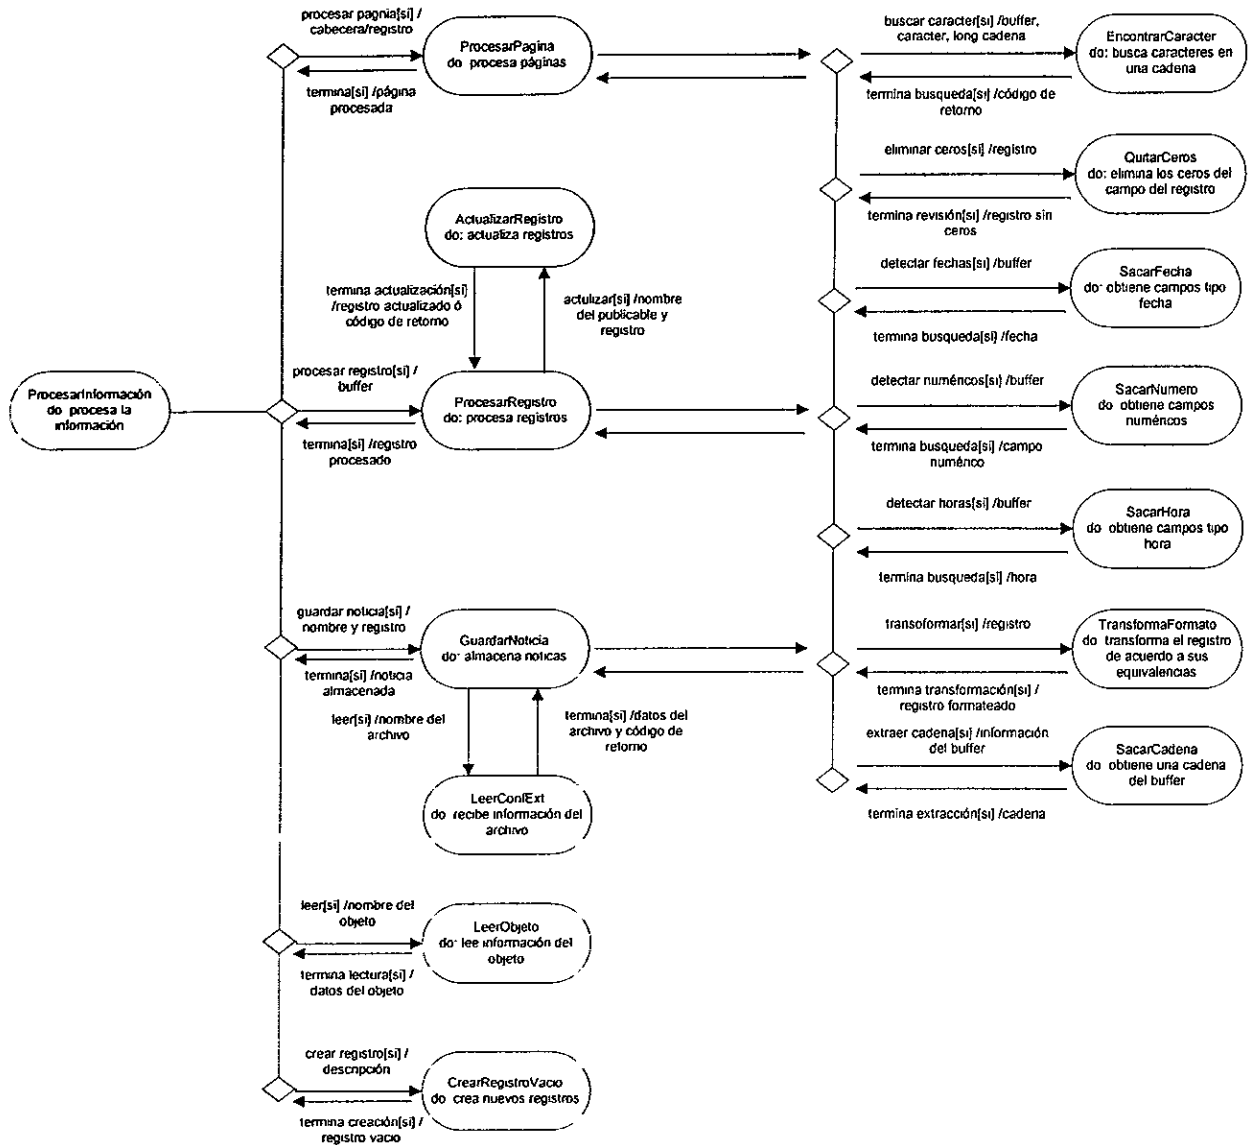 procesar pagnia[si] /
cabecera/registro
ProcesarPagina
do procesa páginas
termina[si] /página
procesada
buscar caracter[si] /buffer,
caracter, long cadena
EncontrarCaracter
do: busca caracteres en
una cadena
termina busqueda[si] /código de
retorno
eliminar ceros[si] /registro
QuitarCeros
do: elimina los ceros del
campo del registro
termina revisión[si] /registro sin
ceros
ActualizarRegistro
do: actualiza registros
termina actualización[si]
/registro actualizado ó
código de retorno
actulizar[si] /nombre
del publicable y
registro
detectar fechas[si] /buffer
SacarFecha
do: obtiene campos tipo
fecha
termina busqueda[si] /fecha
ProcesarInformación
do procesa la
información
procesar registro[si] /
buffer
ProcesarRegistro
do: procesa registros
termina[si] /registro
procesado
detectar numéricos[si] /buffer
SacarNumero
do obtiene campos
numéricos
termina busqueda[si] /campo
numérico
detectar horas[si] /buffer
SacarHora
do obtiene campos tipo
hora
termina busqueda[si] /hora
guardar noticia[si] /
nombre y registro
GuardarNoticia
do: almacena noticas
termina[si] /noticia
almacenada
leer[si] /nombre del
archivo
termina[si] /datos del
archivo y código de
retorno
LeerConfExt
do recibe información del
archivo
transoformar[si] /registro
TransformaFormato
do transforma el registro
de acuerdo a sus
equivalencias
termina transformación[si] /
registro formateado
extraer cadena[si] /información
del buffer
SacarCadena
do obtiene una cadena
del buffer
termina extracción[si] /cadena
leer[si] /nombre del
objeto
LeerObjeto
do: lee información del
objeto
termina lectura[si] /
datos del objeto
crear registro[si] /
descripción
CrearRegistroVacio
do crea nuevos registros
termina creación[si] /
registro vacio